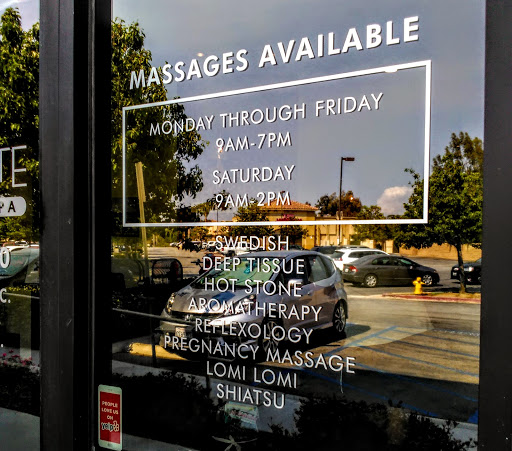 MASSAGES AVAILABLE
MONDAY THROUGH FRIDAY
9AM-7PM
SATURDAY
9AM-2PM
SWEDISH
DEEP TISSUE
HOT STONE
AROMATHERAPY
REFLEXOLOGY
PREGNANCY MASSAGE
LOMI LOMI
SHIATSU
PEOPLE
LOVE US
ON
yelp